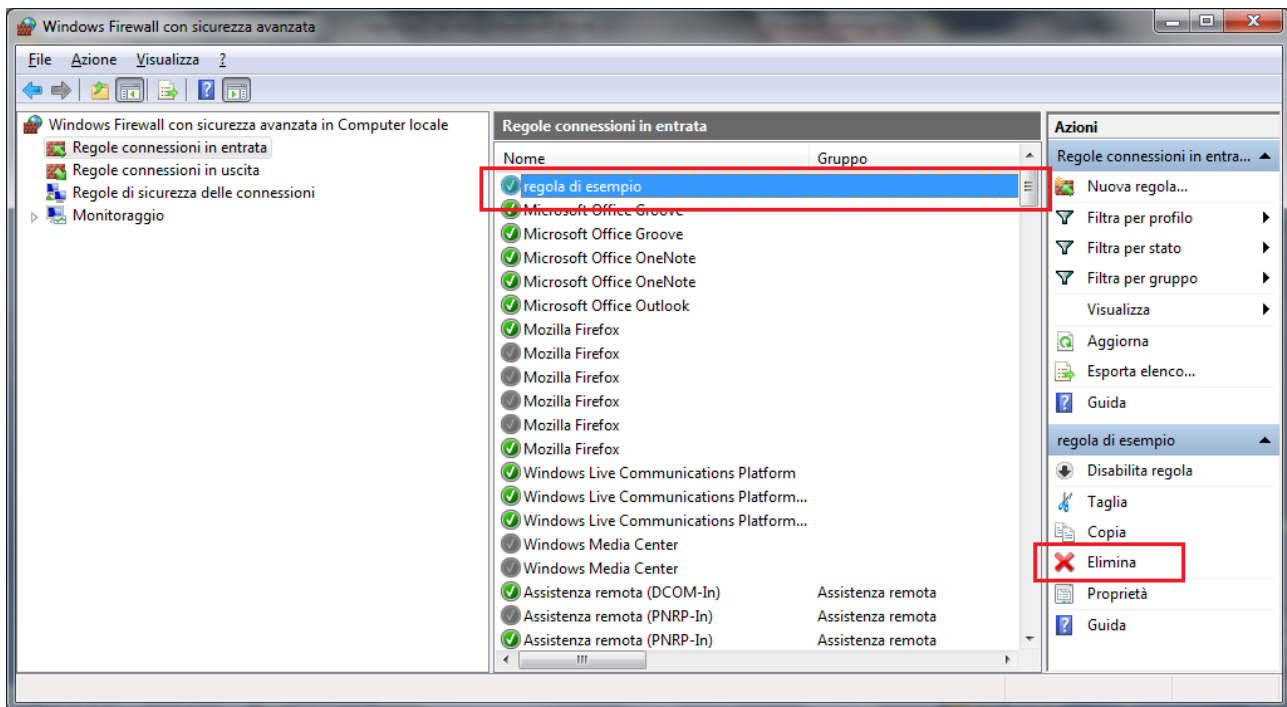 Windows Firewall con sicurezza avanzata
File Azione Visualizza ?
Windows Firewall con sicurezza avanzata in Computer locale
Regole connessioni in entrata
Regole connessioni in uscita
Regole di sicurezza delle connessioni
Monitoraggio
Regole connessioni in entrata
Nome Gruppo
regola di esempio
Microsoft Office Groove
Microsoft Office Groove
Microsoft Office OneNote
Microsoft Office OneNote
Microsoft Office Outlook
Mozilla Firefox
Mozilla Firefox
Mozilla Firefox
Mozilla Firefox
Mozilla Firefox
Mozilla Firefox
Windows Live Communications Platform
Windows Live Communications Platform...
Windows Live Communications Platform...
Windows Media Center
Windows Media Center
Assistenza remota (DCOM-In) Assistenza remota
Assistenza remota (PNRP-In) Assistenza remota
Assistenza remota (PNRP-In) Assistenza remota
Azioni
Regole connessioni in entra...
Nuova regola...
Filtra per profilo
Filtra per stato
Filtra per gruppo
Visualizza
Aggiorna
Esporta elenco...
Guida
regola di esempio
Disabilita regola
Taglia
Copia
Elimina
Proprietà
Guida